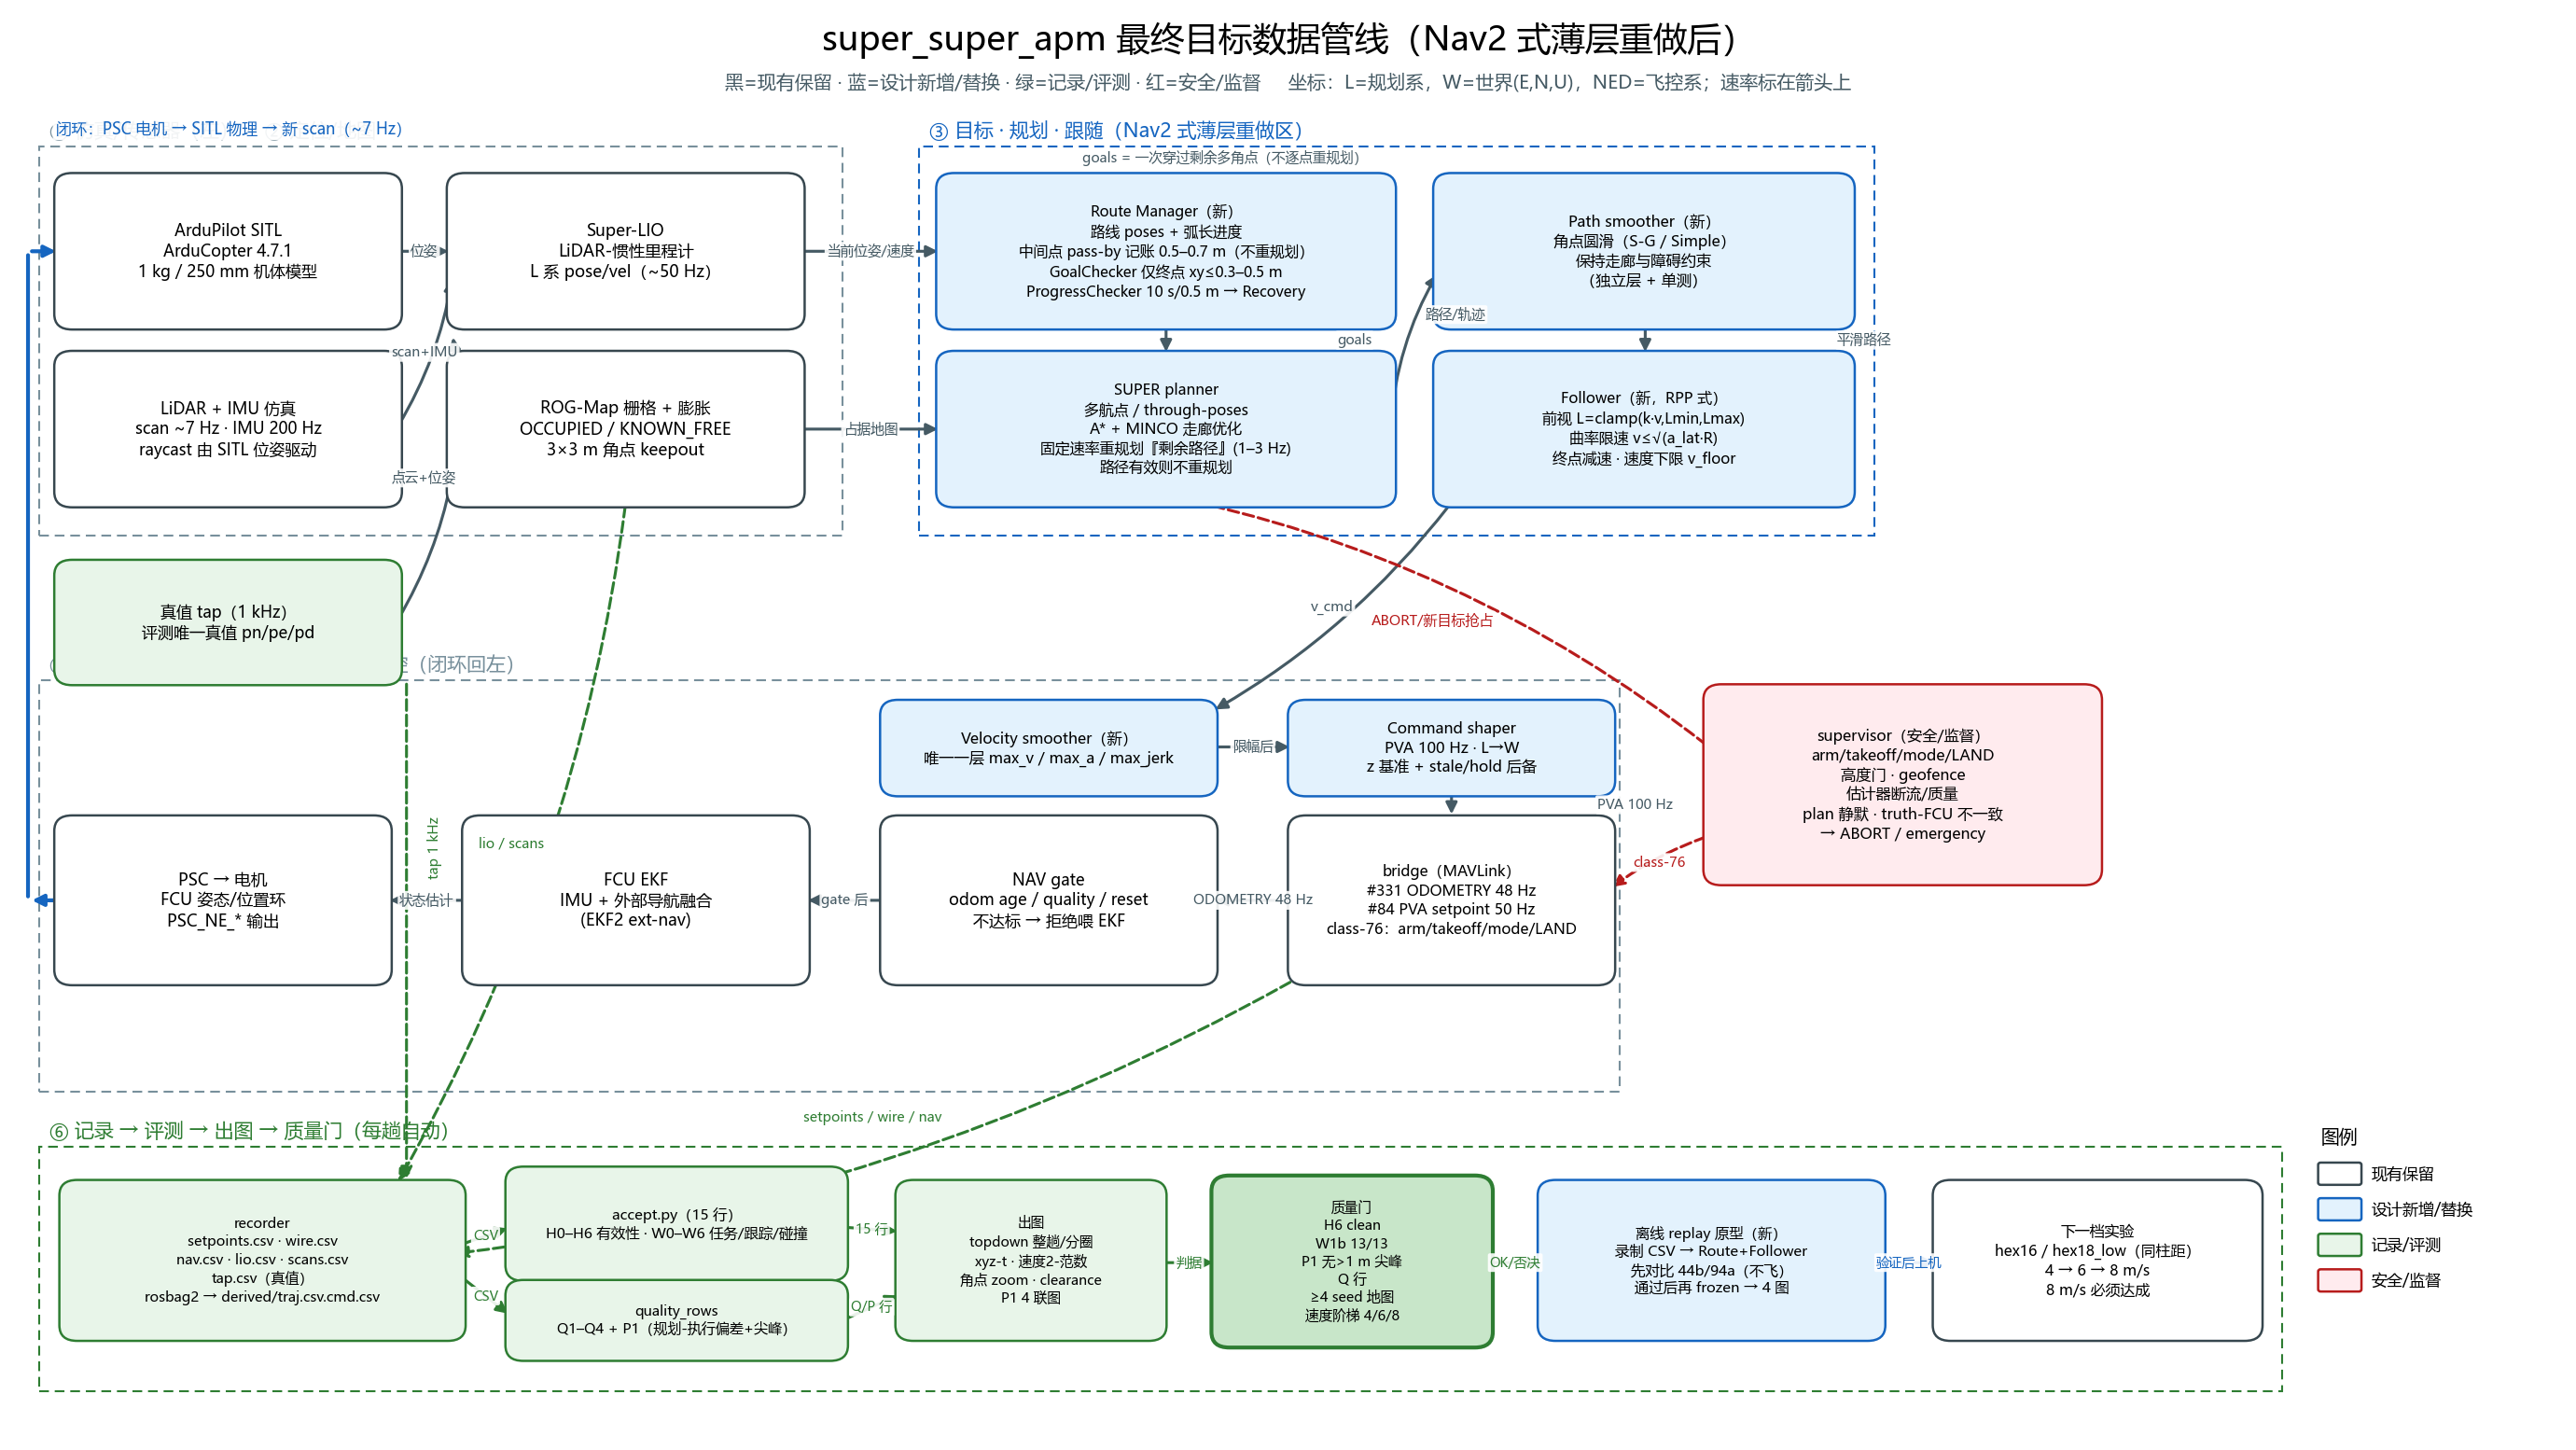 super_super_apm 最终目标数据管线（Nav2 式薄层重做后）
黑=现有保留 · 蓝=设计新增/替换 · 绿=记录/评测 · 红=安全/监督  坐标：L=规划系，W=世界(E,N,U)，NED=飞控系；速率标在箭头上
闭环：PSC 电机 → SITL 物理 → 新 scan（~7 Hz）
ArduPilot SITL
ArduCopter 4.7.1
1 kg / 250 mm 机体模型
位姿
Super-LIO
LiDAR-惯性里程计
L 系 pose/vel（~50 Hz）
当前位姿/速度
scan+IMU
LiDAR + IMU 仿真
scan ~7 Hz · IMU 200 Hz
raycast 由 SITL 位姿驱动
点云+位姿
ROG-Map 栅格 + 膨胀
OCCUPIED / KNOWN_FREE
3×3 m 角点 keepout
占据地图
③ 目标 · 规划 · 跟随（Nav2 式薄层重做区）
goals = 一次穿过剩余多角点（不逐点重规划）
Route Manager（新）
路线 poses + 弧长进度
中间点 pass-by 记账 0.5–0.7 m（不重规划）
GoalChecker 仅终点 xy≤0.3–0.5 m
ProgressChecker 10 s/0.5 m → Recovery
goals
Path smoother（新）
角点圆滑（S-G / Simple）
保持走廊与障碍约束
（独立层 + 单测）
路径/轨迹
平滑路径
SUPER planner
多航点 / through-poses
A* + MINCO 走廊优化
固定速率重规划『剩余路径』(1–3 Hz)
路径有效则不重规划
Follower（新，RPP 式）
前视 L=clamp(k·v,Lmin,Lmax)
曲率限速 v≤√(a_lat·R)
终点减速 · 速度下限 v_floor
真值 tap（1 kHz）
评测唯一真值 pn/pe/pd
v_cmd
ABORT/新目标抢占
（闭环回左）
Velocity smoother（新）
唯一一层 max_v / max_a / max_jerk
限幅后
Command shaper
PVA 100 Hz · L→W
z 基准 + stale/hold 后备
PVA 100 Hz
supervisor（安全/监督）
arm/takeoff/mode/LAND
高度门 · geofence
估计器断流/质量
plan 静默 · truth-FCU 不一致
→ ABORT / emergency
class-76
PSC → 电机
FCU 姿态/位置环
PSC_NE_* 输出
tap 1 kHz
状态估计
lio / scans
FCU EKF
IMU + 外部导航融合
(EKF2 ext-nav)
gate 后
NAV gate
odom age / quality / reset
不达标 → 拒绝喂 EKF
ODOMETRY 48 Hz
bridge（MAVLink）
#331 ODOMETRY 48 Hz
#84 PVA setpoint 50 Hz
class-76：arm/takeoff/mode/LAND
setpoints / wire / nav
⑥ 记录 → 评测 → 出图 → 质量门（每趟自动）
recorder
setpoints.csv · wire.csv
nav.csv · lio.csv · scans.csv
tap.csv（真值）
rosbag2 → derived/traj.csv.cmd.csv
CSV
CSV
accept.py（15 行）
H0–H6 有效性 · W0–W6 任务/跟踪/碰撞
quality_rows
Q1–Q4 + P1（规划-执行偏差+尖峰）
15 行
Q/P 行
出图
topdown 整趟/分圈
xyz-t · 速度2-范数
角点 zoom · clearance
P1 4 联图
判据
质量门
H6 clean
W1b 13/13
P1 无>1 m 尖峰
Q 行
≥4 seed 地图
速度阶梯 4/6/8
OK/否决
离线 replay 原型（新）
录制 CSV → Route+Follower
先对比 44b/94a（不飞）
通过后再 frozen → 4 图
验证后上机
下一档实验
hex16 / hex18_low（同柱距）
4 → 6 → 8 m/s
8 m/s 必须达成
图例
现有保留
设计新增/替换
记录/评测
安全/监督